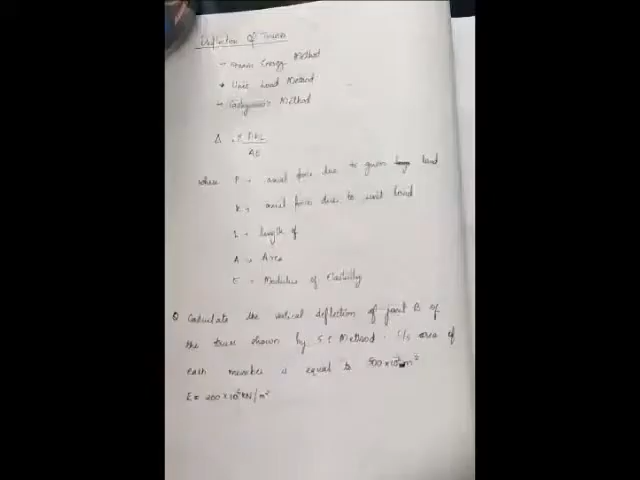 Deflection of Trusses
- Strain Energy Method
* Unit Load Method
- Castigliano's Method
Δ = Σ PKL
AE
where P = axial force due to given load
K = axial force due to unit load
L = length of
A = Area
E = Modulus of Elasticity
Q Calculate the vertical deflection of joint B of
the truss shown by S.E Method. C/s area of
each member is equal to 500 × m²
E = 200 × 10⁶ KN/m²